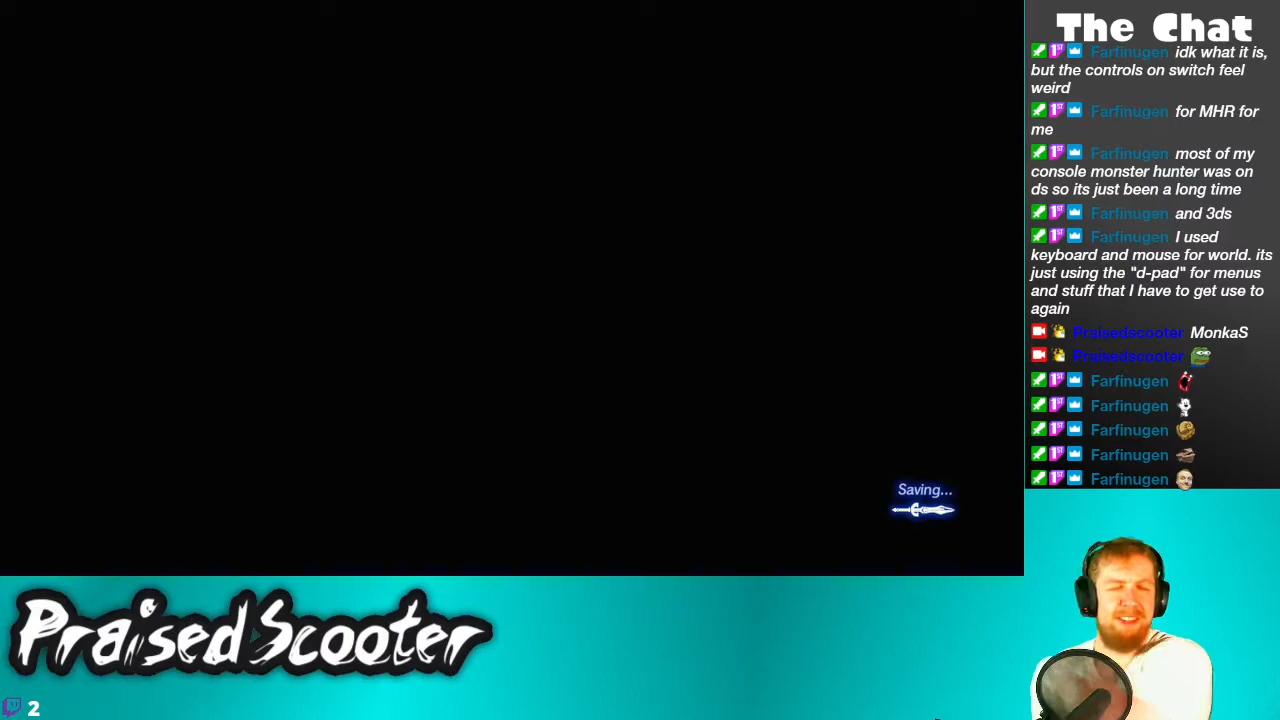 The Chat
Farfinugen idk what it is,
but the controls on switch feel
weird
Farfinugen for MHR for
me
Farfinugen most of my
console monster hunter was on
ds so its just been a long time
Farfinugen and 3ds
Farfinugen I used
keyboard and mouse for world. its
just using the "d-pad" for menus
and stuff that I have to get use to
again
Praisedscooter MonkaS
Praisedscooter
Farfinugen
Farfinugen
Farfinugen
Farfinugen
Farfinugen
Saving...
PraisedScooter
2